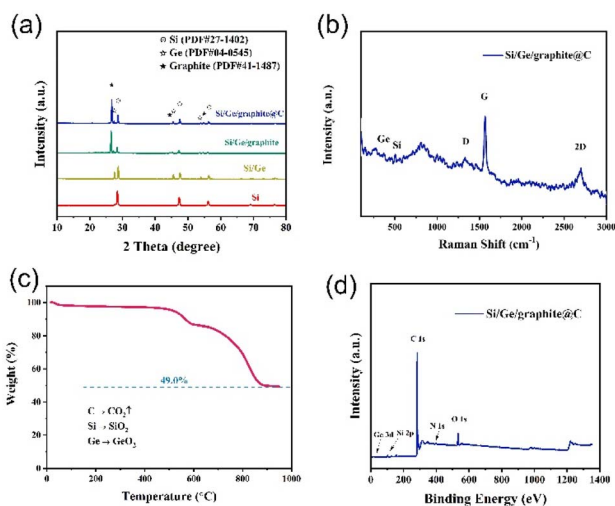 (a)
Si (PDF#27-1402)
Ge (PDF#04-0545)
Graphite (PDF#41-1487)
Si/Ge/graphite@C
Si/Ge/graphite
Si/Ge
Si
Intensity (a.u.)
10 20 30 40 50 60 70 80
2 Theta (degree)
(b)
Si/Ge/graphite@C
G
Ge
Si
D
2D
Intensity (a.u.)
500 1000 1500 2000 2500 3000
Raman Shift (cm-1)
(c)
100
80
60
40
20
0
Weight (%)
49.0%
C → CO2↑
Si → SiO2
Ge → GeO2
0 200 400 600 800 1000
Temperature (°C)
(d)
Si/Ge/graphite@C
C 1s
Ge 3d
Si 2p
N 1s
O 1s
Intensity (a.u.)
0 200 400 600 800 1000 1200 1400
Binding Energy (eV)